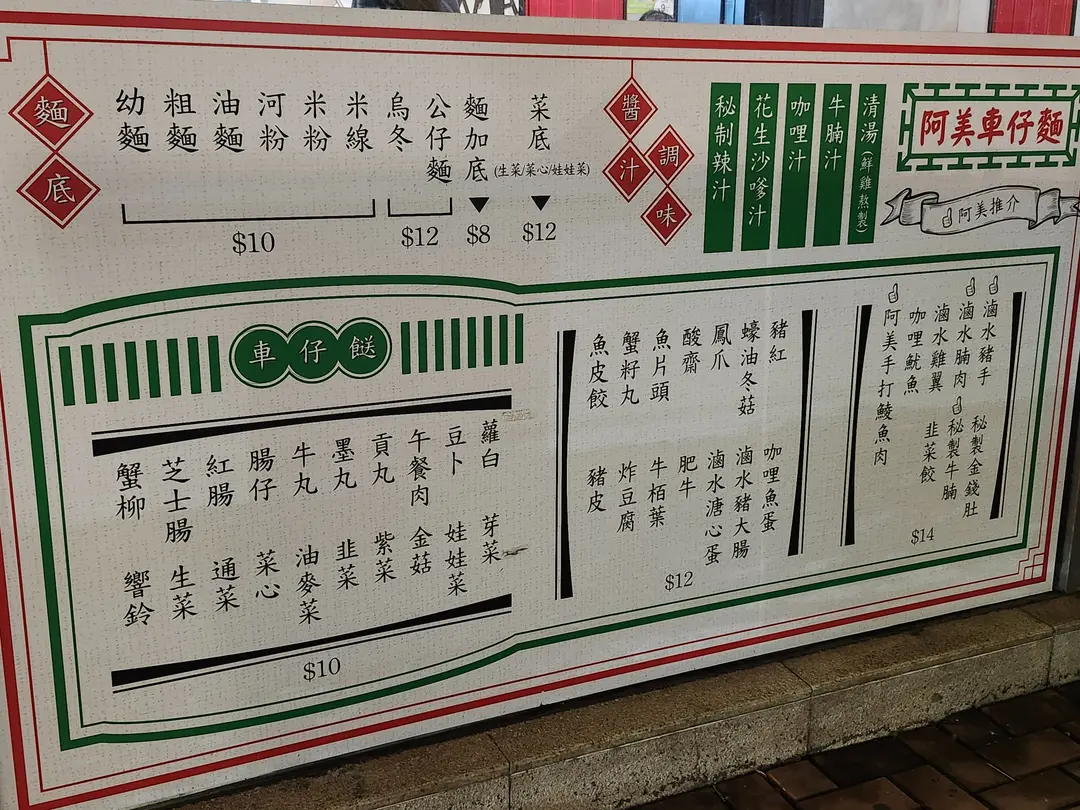 阿美車仔麵
👍阿美推介
醬汁調味
清湯(鮮雞熬製)
牛腩汁
咖哩汁
花生沙嗲汁
秘制辣汁
麵底
幼麵
粗麵
油麵
河粉
米粉
米線
$10
烏冬
公仔麵
$12
麵加底
$8
菜底
(生菜/菜心/娃娃菜)
$12
車仔餸
👍滷水豬手
👍滷水腩肉
滷水雞翼
咖哩魷魚
👍阿美手打鯪魚肉
秘製金錢肚
👍秘製牛腩
韭菜餃
$14
豬紅
蠔油冬菇
鳳爪
酸齋
魚片頭
蟹籽丸
魚皮餃
咖哩魚蛋
滷水豬大腸
滷水溏心蛋
肥牛
牛栢葉
炸豆腐
豬皮
$12
蘿白
豆卜
午餐肉
貢丸
墨丸
牛丸
腸仔
紅腸
芝士腸
蟹柳
芽菜
娃娃菜
金菇
紫菜
韭菜
油麥菜
菜心
通菜
生菜
響鈴
$10